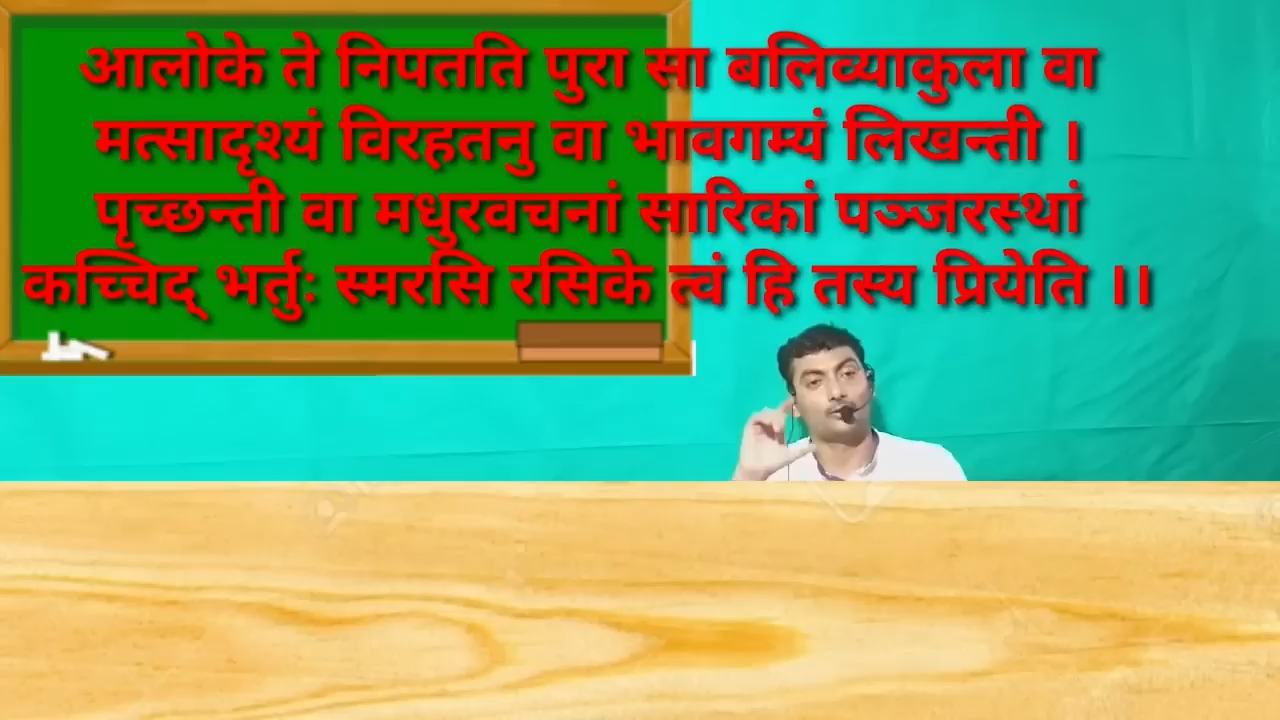 आलोके ते निपतति पुरा सा बलिव्याकुला वा
मत्सादृश्यं विरहतनु वा भावगम्यं लिखन्ती ।
पृच्छन्ती वा मधुरवचनां सारिकां पञ्जरस्थां
कच्चिद् भर्तुः स्मरसि रसिके त्वं हि तस्य प्रियेति ।।